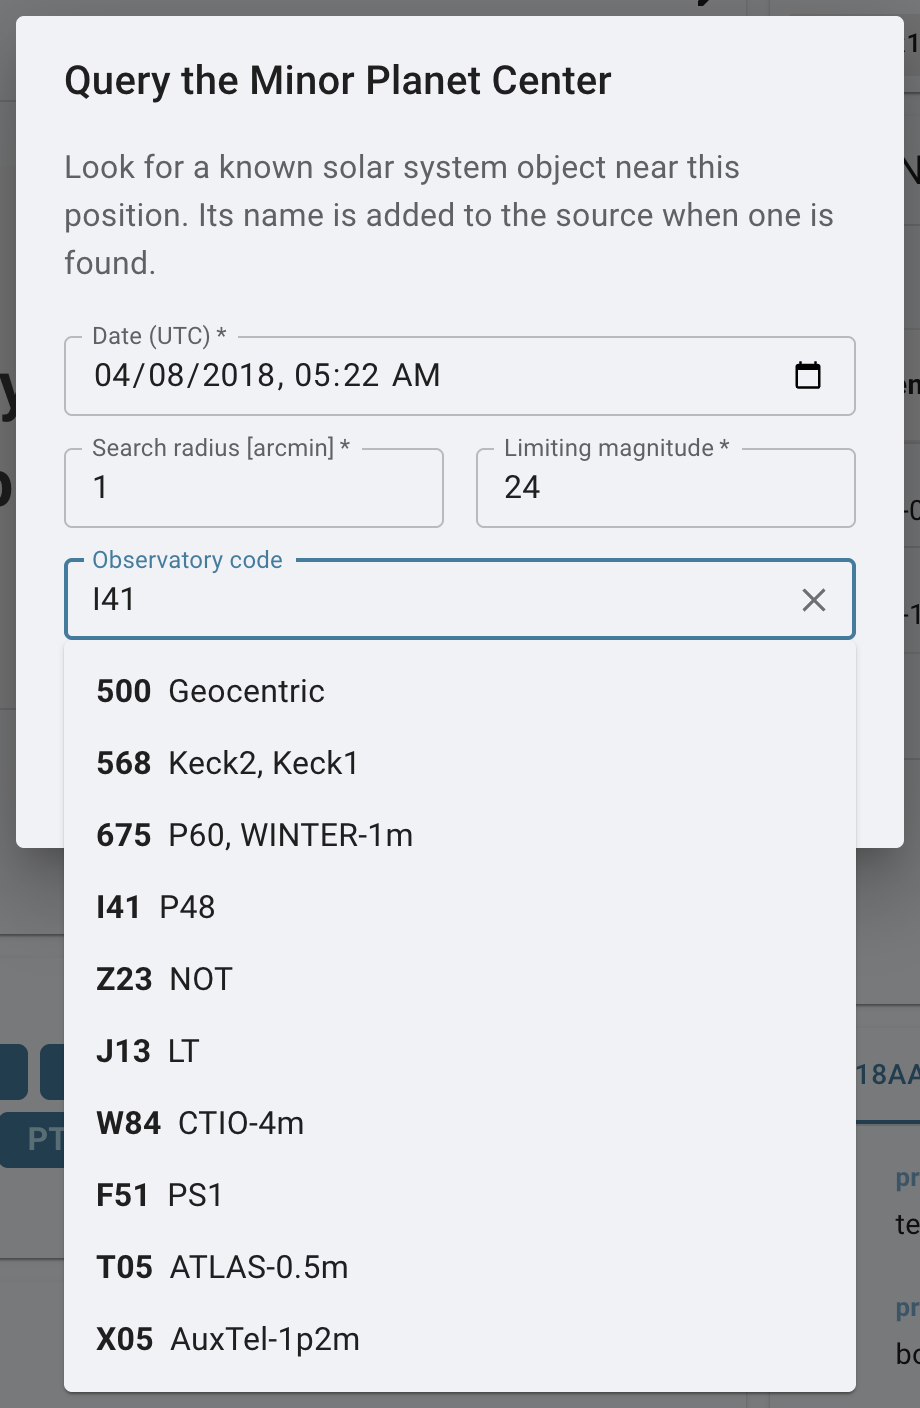 Query the Minor Planet Center
Look for a known solar system object near this
position. Its name is added to the source when one is
found.
Date (UTC) *
04/08/2018, 05:22 AM
Search radius [arcmin] *
1
Limiting magnitude *
24
Observatory code
I41
500 Geocentric
568 Keck2, Keck1
675 P60, WINTER-1m
I41 P48
Z23 NOT
J13 LT
W84 CTIO-4m
F51 PS1
T05 ATLAS-0.5m
X05 AuxTel-1p2m